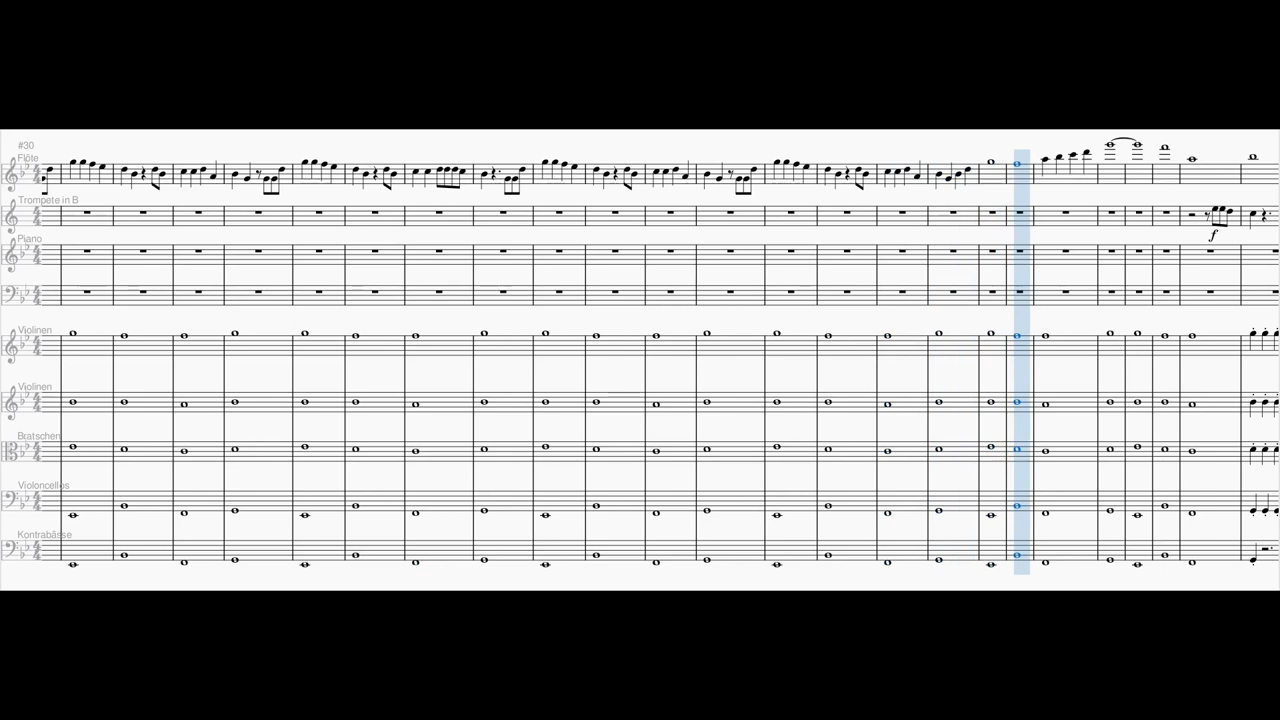 #30
Flöte
Trompete in B
f
Piano
Violinen
Violinen
Bratschen
Violoncellos
Kontrabässe